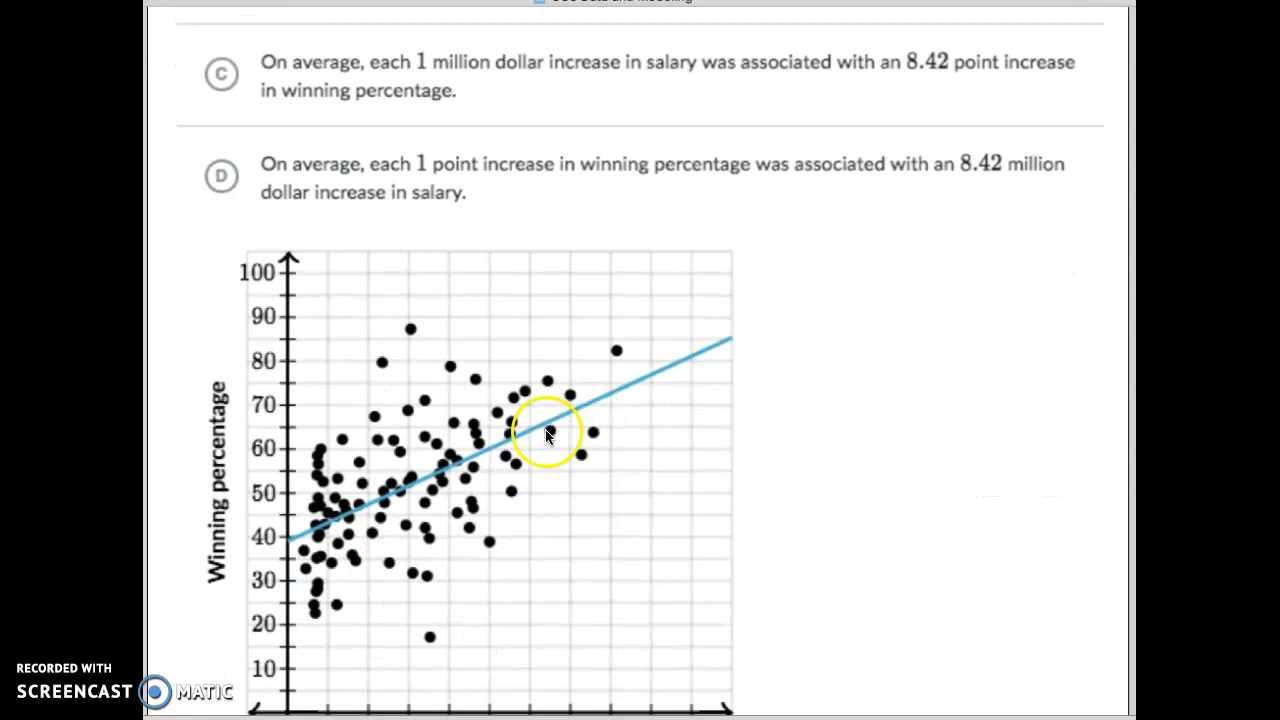 C
On average, each 1 million dollar increase in salary was associated with an 8.42 point increase
in winning percentage.
D
On average, each 1 point increase in winning percentage was associated with an 8.42 million
dollar increase in salary.
100
90
80
70
60
50
40
30
20
10
Winning percentage
RECORDED WITH
SCREENCAST MATIC